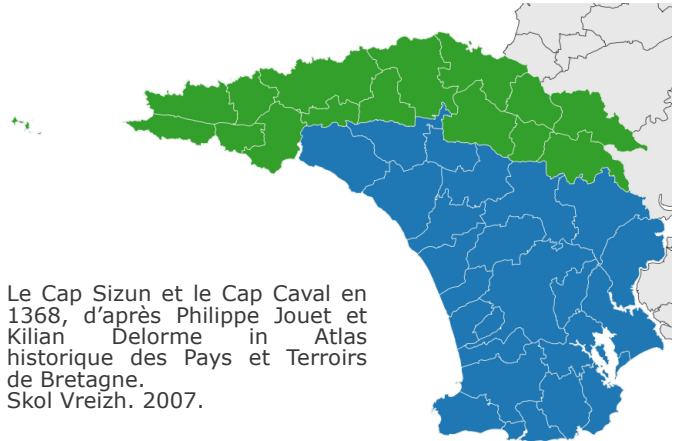 Le Cap Sizun et le Cap Caval en
1368, d’après Philippe Jouet et
Kilian Delorme in Atlas
historique des Pays et Terroirs
de Bretagne.
Skol Vreizh. 2007.